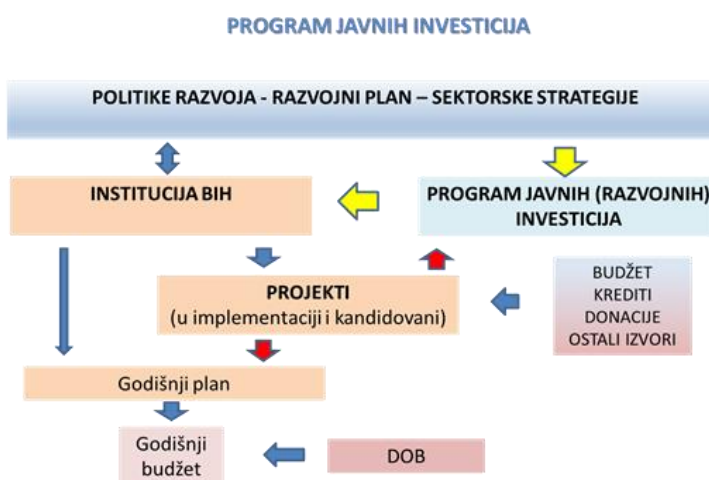 PROGRAM JAVNIH INVESTICIJA
POLITIKE RAZVOJA - RAZVOJNI PLAN – SEKTORSKE STRATEGIJE
INSTITUCIJA BIH
PROGRAM JAVNIH (RAZVOJNIH)
INVESTICIJA
PROJEKTI
(u implementaciji i kandidovani)
BUDŽET
KREDITI
DONACIJE
OSTALI IZVORI
Godišnji plan
Godišnji
budžet
DOB